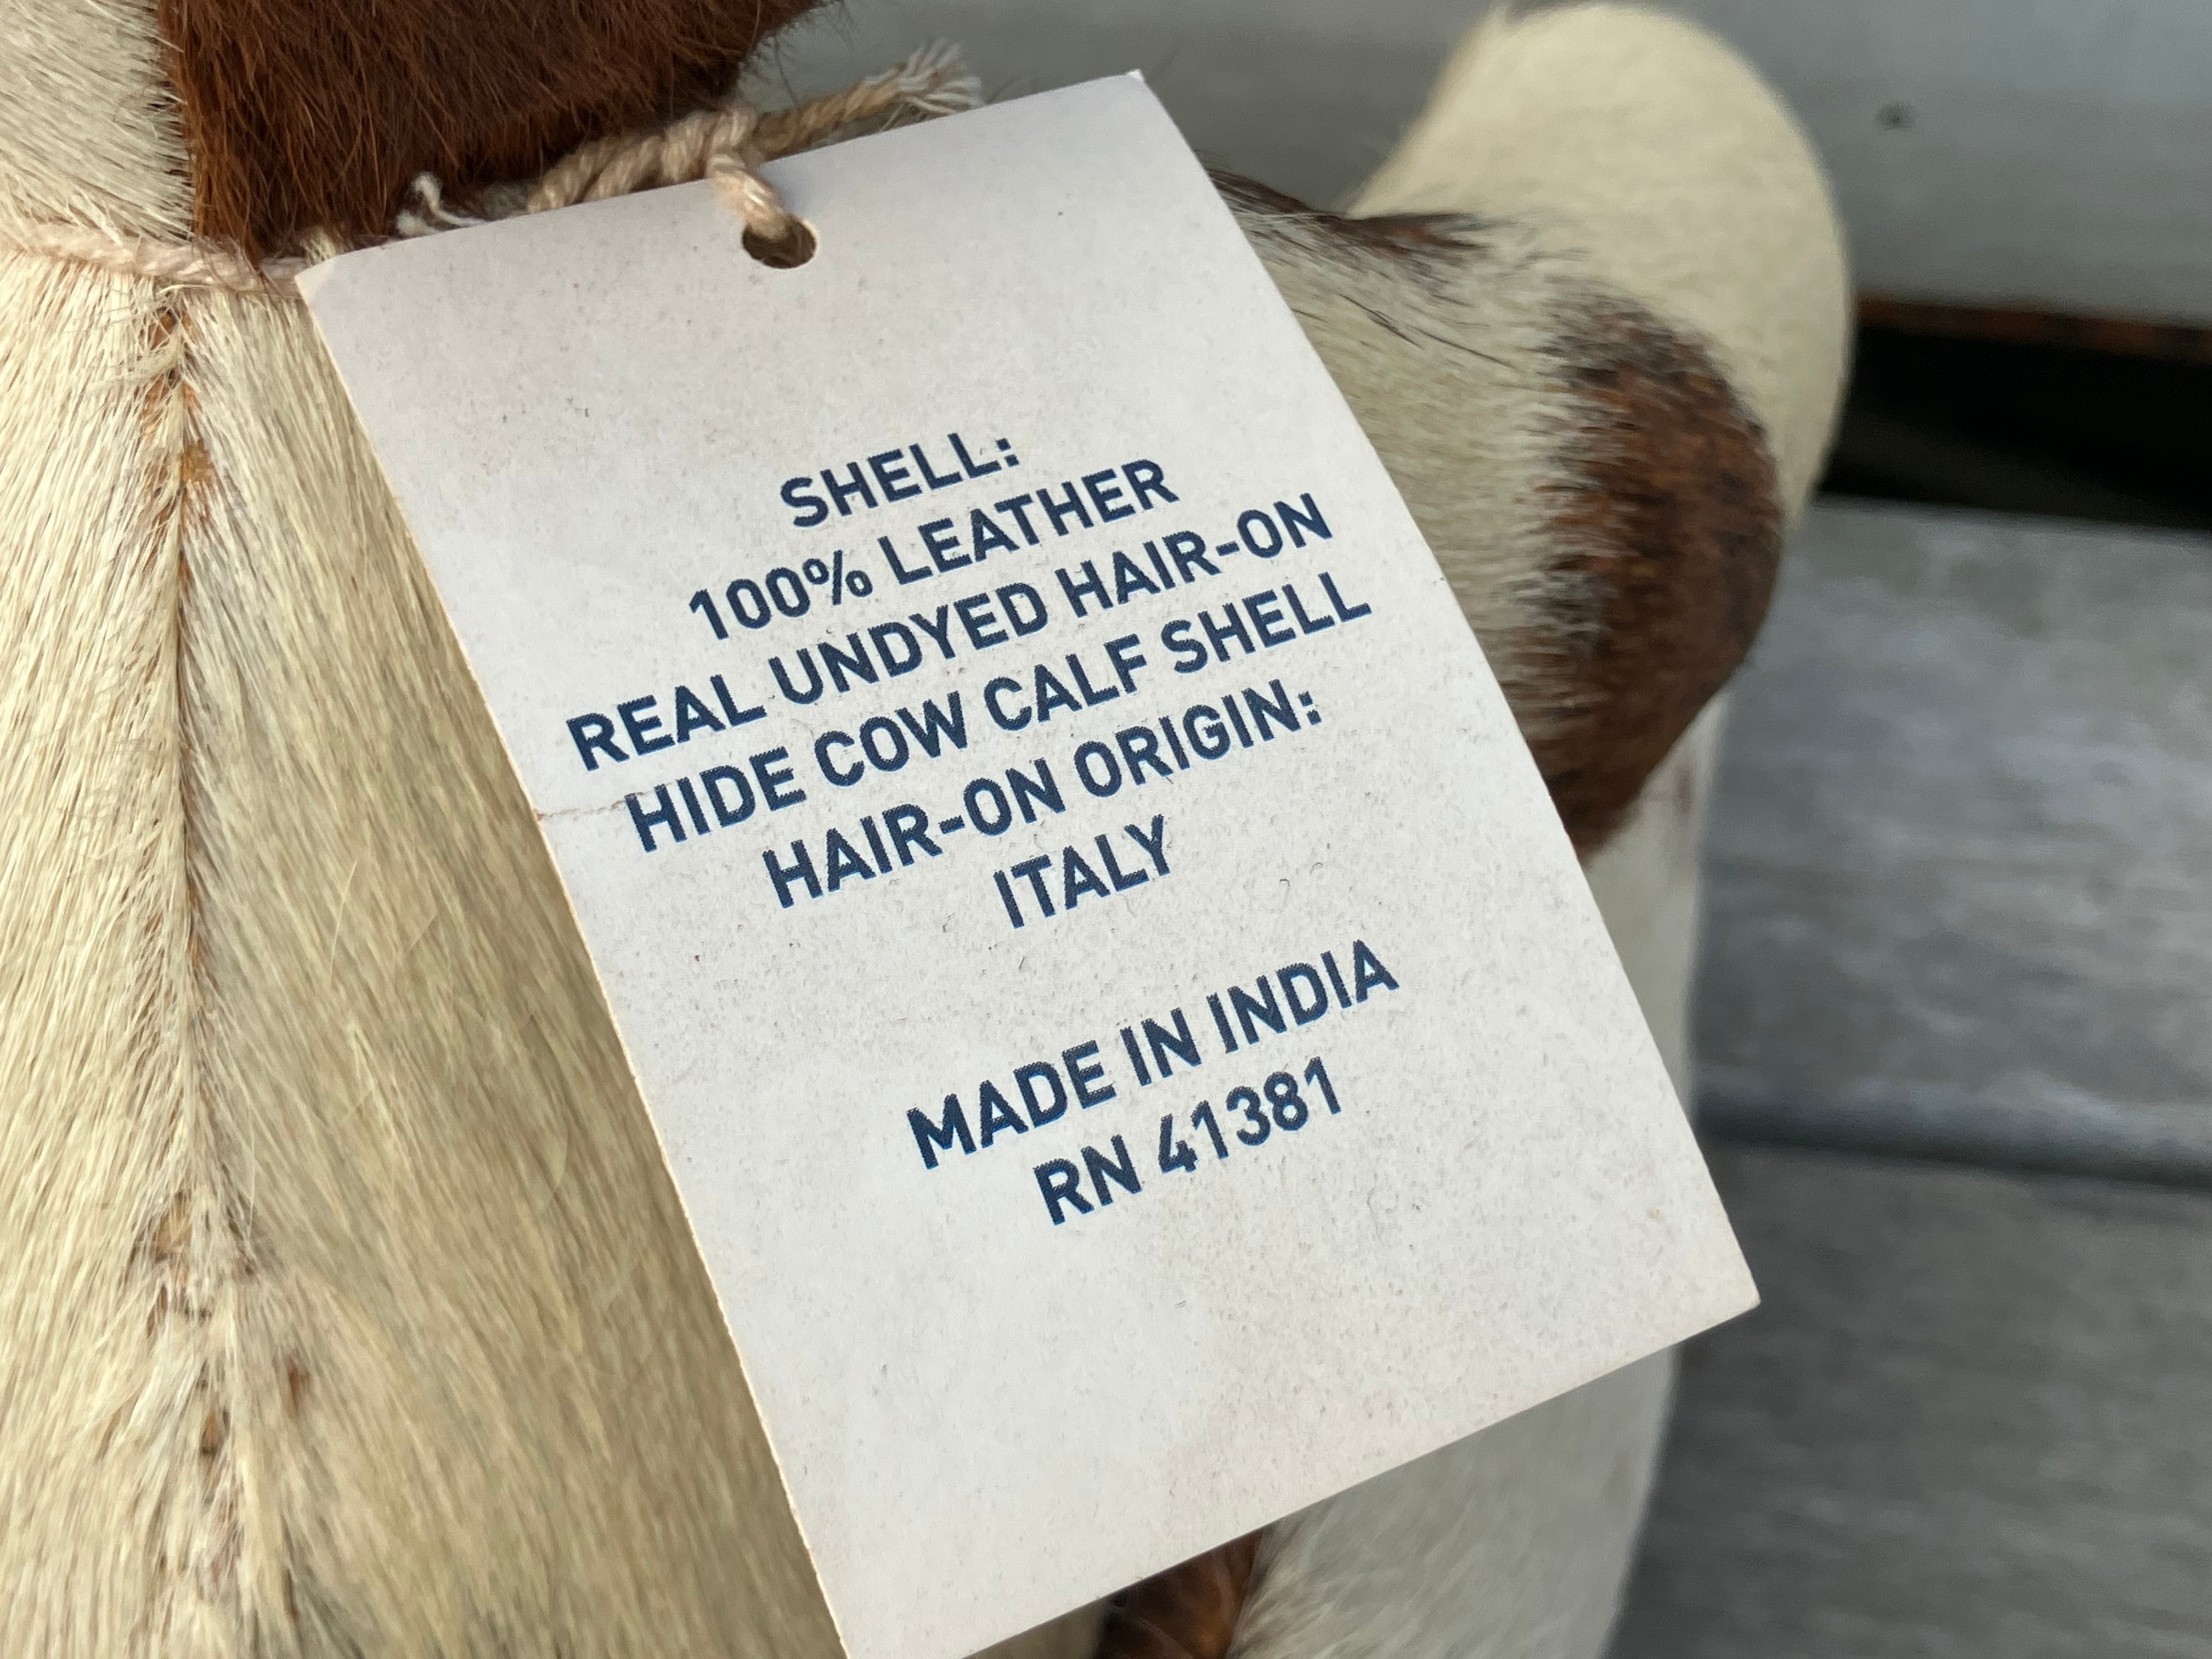 SHELL:
100% LEATHER
REAL UNDYED HAIR-ON
HIDE COW CALF SHELL
HAIR-ON ORIGIN:
ITALY
MADE IN INDIA
RN 41381